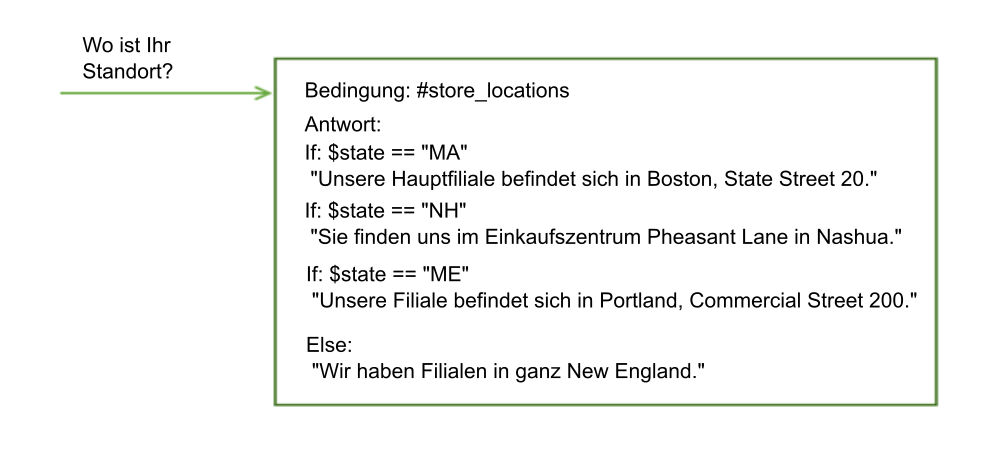 Wo ist Ihr
Standort?
Bedingung: #store_locations
Antwort:
If: $state == "MA"
"Unsere Hauptfiliale befindet sich in Boston, State Street 20."
If: $state == "NH"
"Sie finden uns im Einkaufszentrum Pheasant Lane in Nashua."
If: $state == "ME"
"Unsere Filiale befindet sich in Portland, Commercial Street 200."
Else:
"Wir haben Filialen in ganz New England."